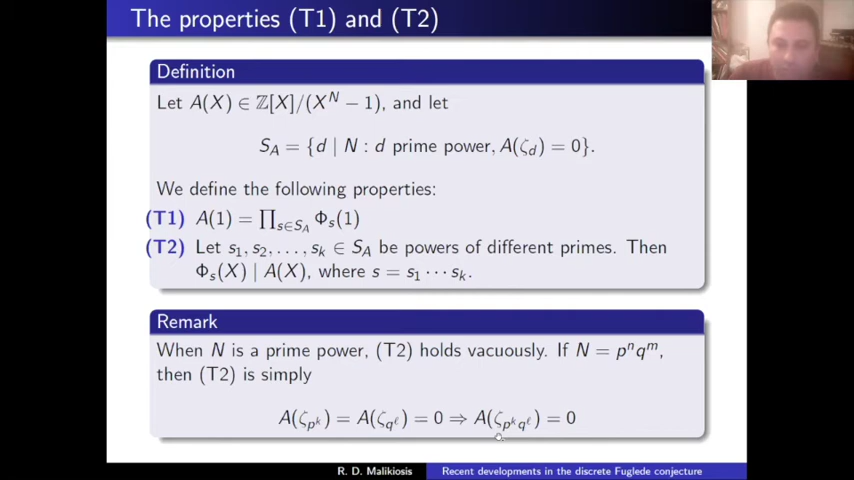 The properties (T1) and (T2)
Definition
Let A(X) ∈ ℤ[X]/(X^N − 1), and let
S_A = {d | N : d prime power, A(ζ_d) = 0}.
We define the following properties:
(T1) A(1) = ∏_{s∈S_A} Φ_s(1)
(T2) Let s_1, s_2, . . . , s_k ∈ S_A be powers of different primes. Then
Φ_s(X) | A(X), where s = s_1 · · · s_k.
Remark
When N is a prime power, (T2) holds vacuously. If N = p^n q^m,
then (T2) is simply
A(ζ_{p^k}) = A(ζ_{q^ℓ}) = 0 ⇒ A(ζ_{p^k q^ℓ}) = 0
R. D. Malikiosis Recent developments in the discrete Fuglede conjecture